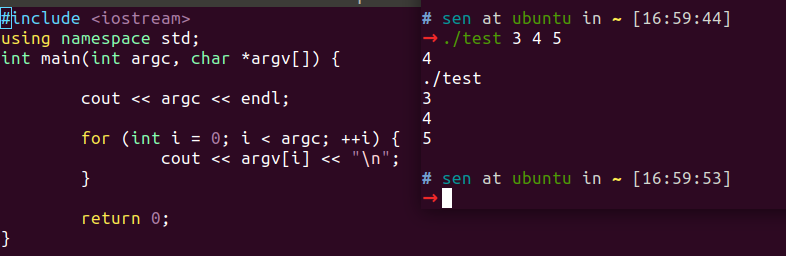 #include <iostream>
using namespace std;
int main(int argc, char *argv[]) {
cout << argc << endl;
for (int i = 0; i < argc; ++i) {
cout << argv[i] << "\n";
}
return 0;
}
# sen at ubuntu in ~ [16:59:44]
→ ./test 3 4 5
4
./test
3
4
5
# sen at ubuntu in ~ [16:59:53]
→